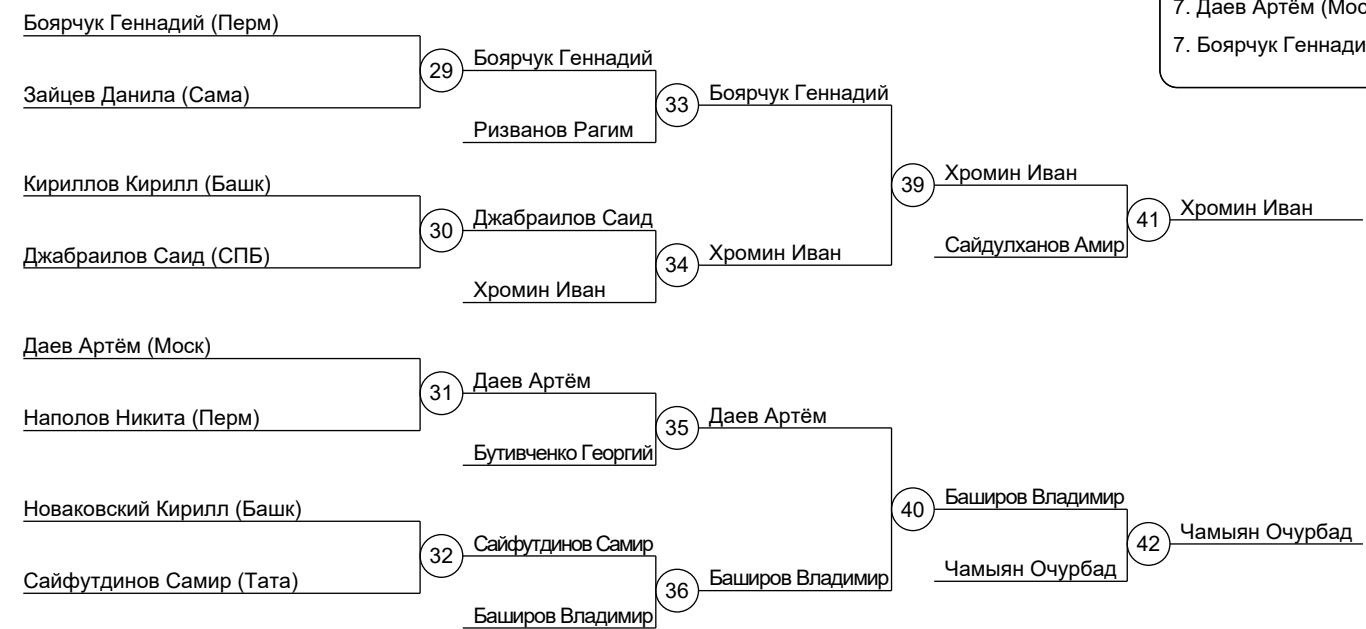 7. Даев Артём (Мос
7. Боярчук Геннади
Боярчук Геннадий (Перм)
Зайцев Данила (Сама)
29
Боярчук Геннадий
Ризванов Рагим
33
Боярчук Геннадий
Кириллов Кирилл (Башк)
Джабраилов Саид (СПБ)
30
Джабраилов Саид
Хромин Иван
34
Хромин Иван
39
Хромин Иван
Сайдулханов Амир
41
Хромин Иван
Даев Артём (Моск)
Наполов Никита (Перм)
31
Даев Артём
Бутивченко Георгий
35
Даев Артём
Новаковский Кирилл (Башк)
Сайфутдинов Самир (Тата)
32
Сайфутдинов Самир
Баширов Владимир
36
Баширов Владимир
40
Баширов Владимир
Чамыян Очурбад
42
Чамыян Очурбад